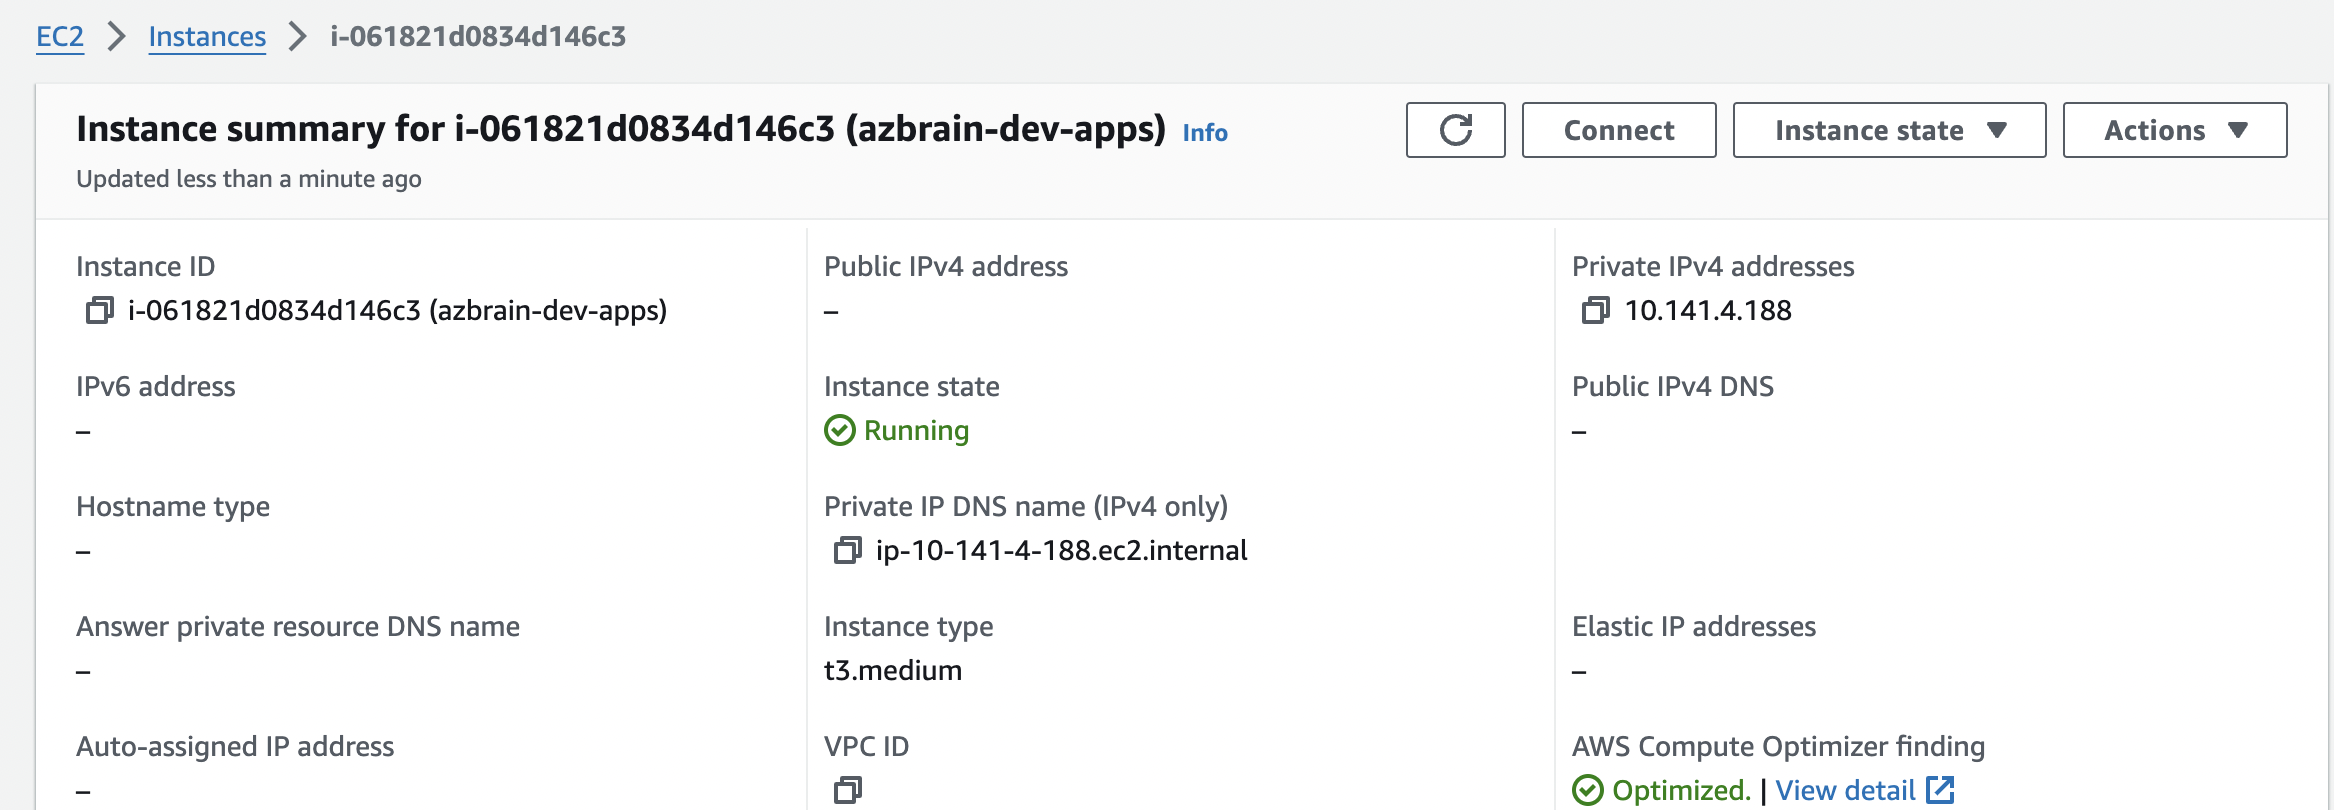 EC2 > Instances > i-061821d0834d146c3
Instance summary for i-061821d0834d146c3 (azbrain-dev-apps) Info
Updated less than a minute ago
Connect
Instance state
Actions
Instance ID
i-061821d0834d146c3 (azbrain-dev-apps)
IPv6 address
–
Hostname type
–
Answer private resource DNS name
–
Auto-assigned IP address
–
Public IPv4 address
–
Instance state
Running
Private IP DNS name (IPv4 only)
ip-10-141-4-188.ec2.internal
Instance type
t3.medium
VPC ID
Private IPv4 addresses
10.141.4.188
Public IPv4 DNS
–
Elastic IP addresses
–
AWS Compute Optimizer finding
Optimized. | View detail